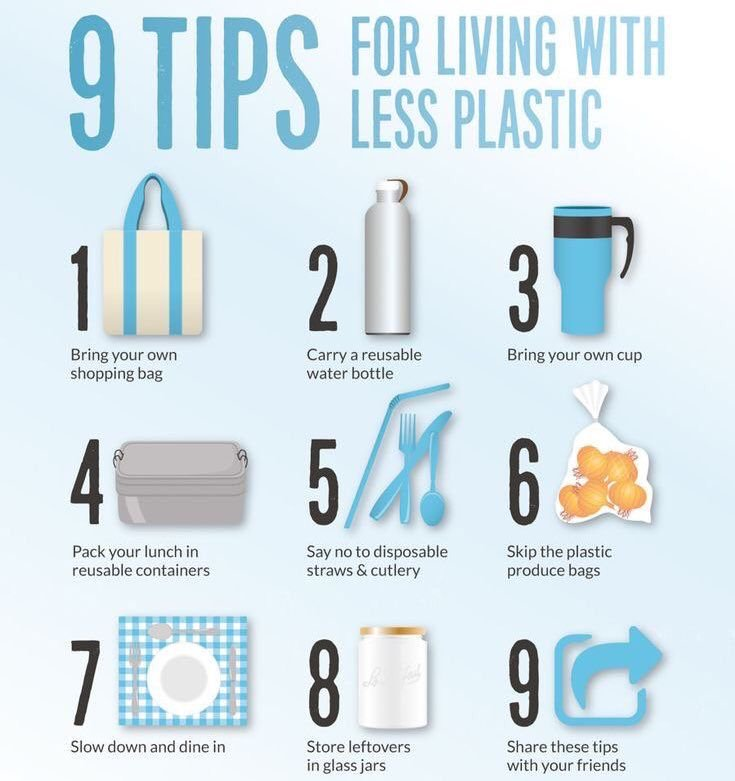 9 TIPS FOR LIVING WITH
LESS PLASTIC
1
Bring your own
shopping bag
2
Carry a reusable
water bottle
3
Bring your own cup
4
Pack your lunch in
reusable containers
5
Say no to disposable
straws & cutlery
6
Skip the plastic
produce bags
7
Slow down and dine in
8
Store leftovers
in glass jars
9
Share these tips
with your friends